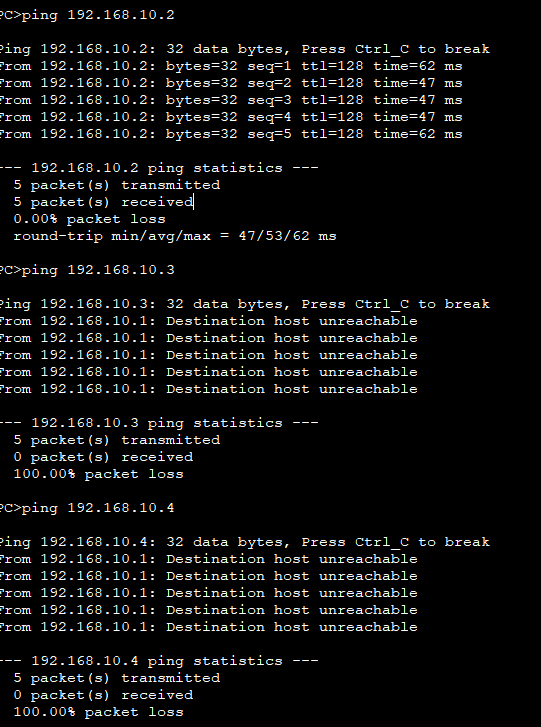 PC>ping 192.168.10.2
Ping 192.168.10.2: 32 data bytes, Press Ctrl_C to break
From 192.168.10.2: bytes=32 seq=1 ttl=128 time=62 ms
From 192.168.10.2: bytes=32 seq=2 ttl=128 time=47 ms
From 192.168.10.2: bytes=32 seq=3 ttl=128 time=47 ms
From 192.168.10.2: bytes=32 seq=4 ttl=128 time=47 ms
From 192.168.10.2: bytes=32 seq=5 ttl=128 time=62 ms
--- 192.168.10.2 ping statistics ---
5 packet(s) transmitted
5 packet(s) received
0.00% packet loss
round-trip min/avg/max = 47/53/62 ms
PC>ping 192.168.10.3
Ping 192.168.10.3: 32 data bytes, Press Ctrl_C to break
From 192.168.10.1: Destination host unreachable
From 192.168.10.1: Destination host unreachable
From 192.168.10.1: Destination host unreachable
From 192.168.10.1: Destination host unreachable
From 192.168.10.1: Destination host unreachable
--- 192.168.10.3 ping statistics ---
5 packet(s) transmitted
0 packet(s) received
100.00% packet loss
PC>ping 192.168.10.4
Ping 192.168.10.4: 32 data bytes, Press Ctrl_C to break
From 192.168.10.1: Destination host unreachable
From 192.168.10.1: Destination host unreachable
From 192.168.10.1: Destination host unreachable
From 192.168.10.1: Destination host unreachable
From 192.168.10.1: Destination host unreachable
--- 192.168.10.4 ping statistics ---
5 packet(s) transmitted
0 packet(s) received
100.00% packet loss